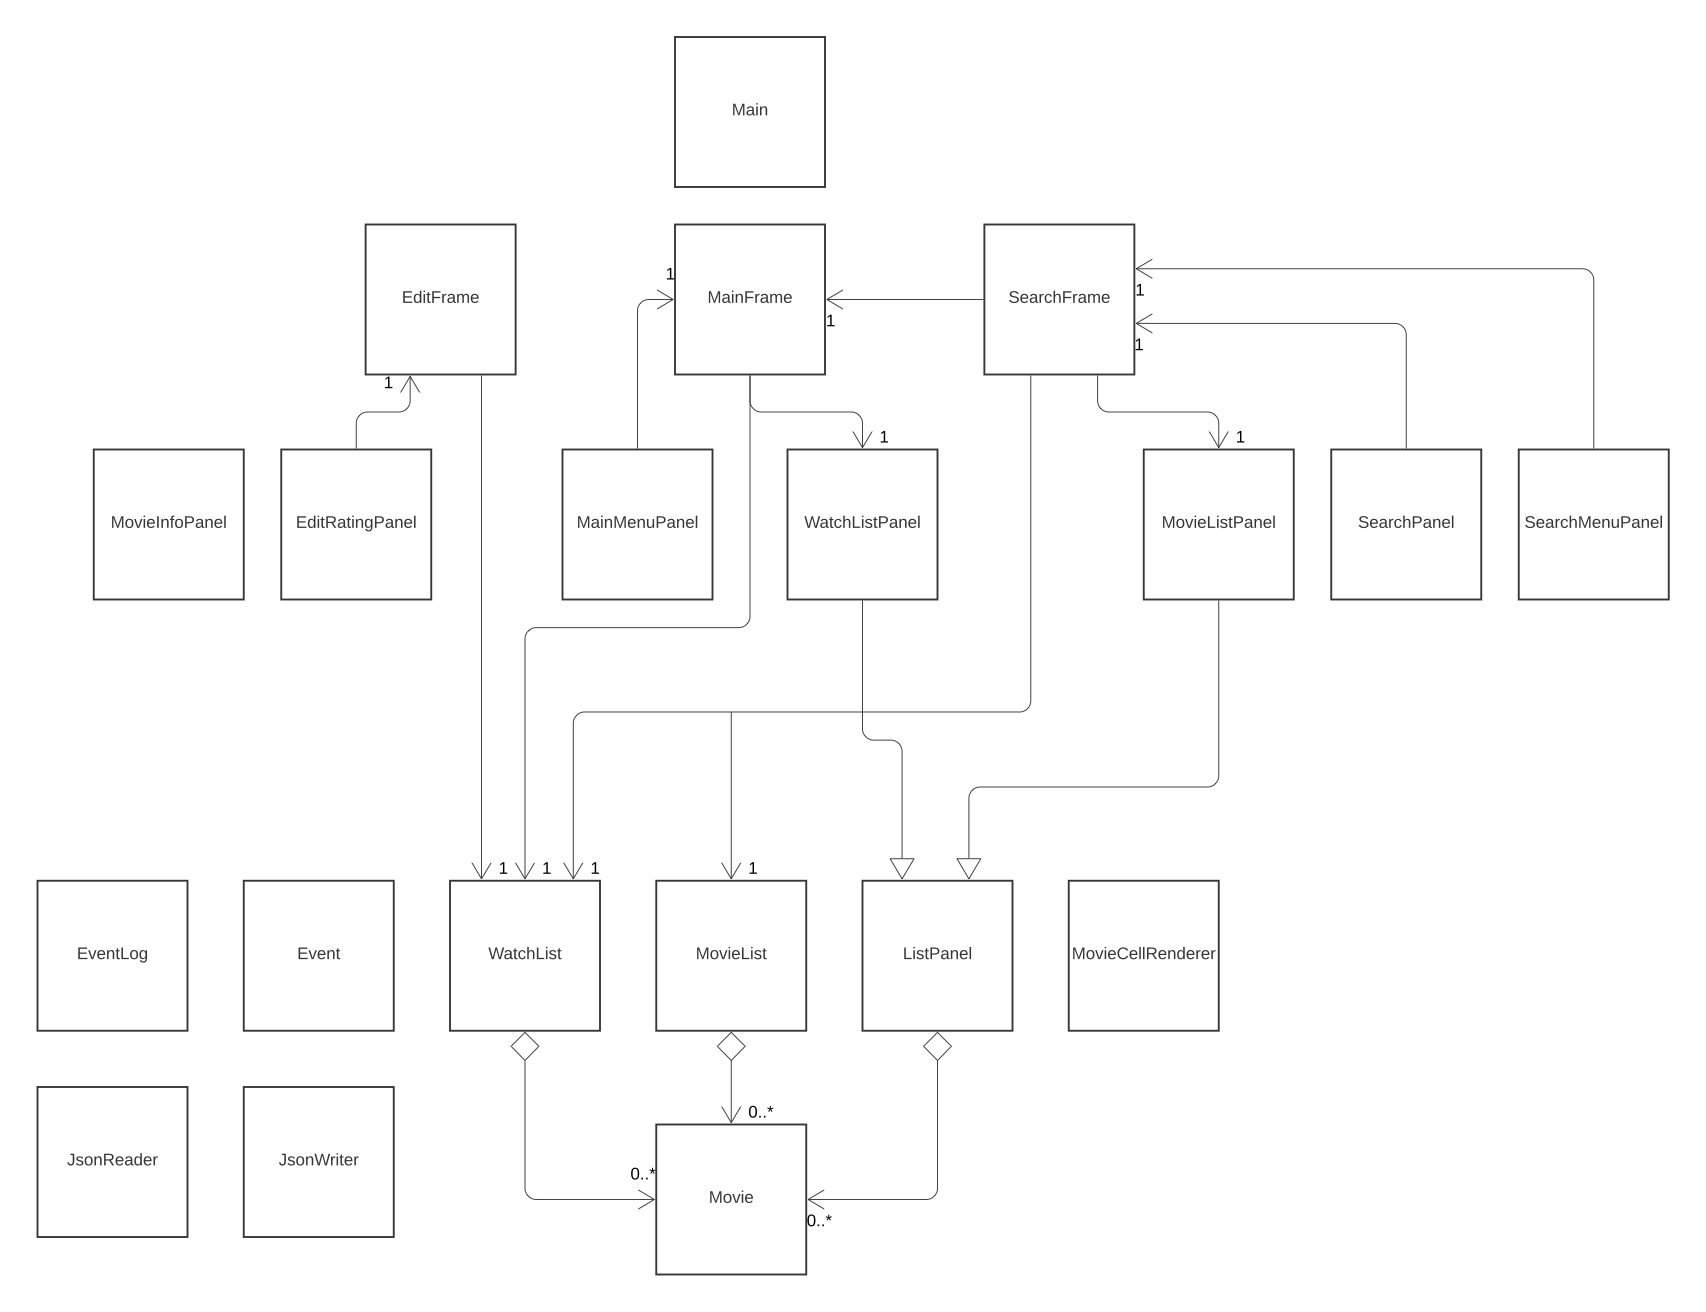 Main
EditFrame
1
MainFrame
1
SearchFrame
1
1
1
1
1
MovieInfoPanel
EditRatingPanel
MainMenuPanel
WatchListPanel
MovieListPanel
SearchPanel
SearchMenuPanel
1
1
1
1
EventLog
Event
WatchList
MovieList
ListPanel
MovieCellRenderer
JsonReader
JsonWriter
0..*
0..*
Movie
0..*